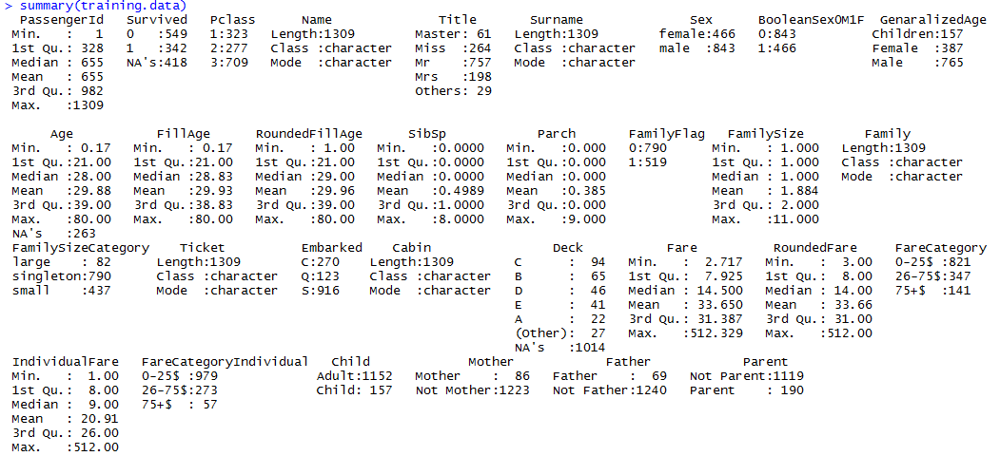 > summary(training.data)
  PassengerId   Survived   Pclass      Name               Title       Surname              Sex      BooleanSex0M1F  GenaralizedAge
 Min.   :   1   0   :549   1:323   Length:1309        Master: 61   Length:1309        female:466   0:843          Children:157
 1st Qu.: 328   1   :342   2:277   Class :character   Miss  :264   Class :character   male  :843   1:466          Female  :387
 Median : 655   NA's:418   3:709   Mode  :character   Mr    :757   Mode  :character                               Male    :765
 Mean   : 655                                         Mrs   :198
 3rd Qu.: 982                                         Others: 29
 Max.   :1309
      Age           FillAge       RoundedFillAge      SibSp            Parch       FamilyFlag   FamilySize        Family
 Min.   : 0.17   Min.   : 0.17   Min.   : 1.00   Min.   :0.0000   Min.   :0.000   0:790      Min.   : 1.000   Length:1309
 1st Qu.:21.00   1st Qu.:21.00   1st Qu.:21.00   1st Qu.:0.0000   1st Qu.:0.000   1:519      1st Qu.: 1.000   Class :character
 Median :28.00   Median :28.83   Median :29.00   Median :0.0000   Median :0.000              Median : 1.000   Mode  :character
 Mean   :29.88   Mean   :29.93   Mean   :29.96   Mean   :0.4989   Mean   :0.385              Mean   : 1.884
 3rd Qu.:39.00   3rd Qu.:38.83   3rd Qu.:39.00   3rd Qu.:1.0000   3rd Qu.:0.000              3rd Qu.: 2.000
 Max.   :80.00   Max.   :80.00   Max.   :80.00   Max.   :8.0000   Max.   :9.000              Max.   :11.000
 NA's   :263
 FamilySizeCategory    Ticket          Embarked    Cabin                Deck           Fare          RoundedFare      FareCategory
 large    : 82      Length:1309        C:270   Length:1309        C      :  94   Min.   :  2.717   Min.   :  3.00   0-25$ :821
 singleton:790      Class :character   Q:123   Class :character   B      :  65   1st Qu.:  7.925   1st Qu.:  8.00   26-75$:347
 small    :437      Mode  :character   S:916   Mode  :character   D      :  46   Median : 14.500   Median : 14.00   75+$  :141
                                                                  E      :  41   Mean   : 33.650   Mean   : 33.66
                                                                  A      :  22   3rd Qu.: 31.387   3rd Qu.: 31.00
                                                                  (Other):  27   Max.   :512.329   Max.   :512.00
                                                                  NA's   :1014
 IndividualFare   FareCategoryIndividual   Child             Mother              Father            Parent
 Min.   :  1.00   0-25$ :979             Adult:1152   Mother    :  86   Father    :  69   Not Parent:1119
 1st Qu.:  8.00   26-75$:273             Child: 157   Not Mother:1223   Not Father:1240   Parent    : 190
 Median :  9.00   75+$  : 57
 Mean   : 20.91
 3rd Qu.: 26.00
 Max.   :512.00